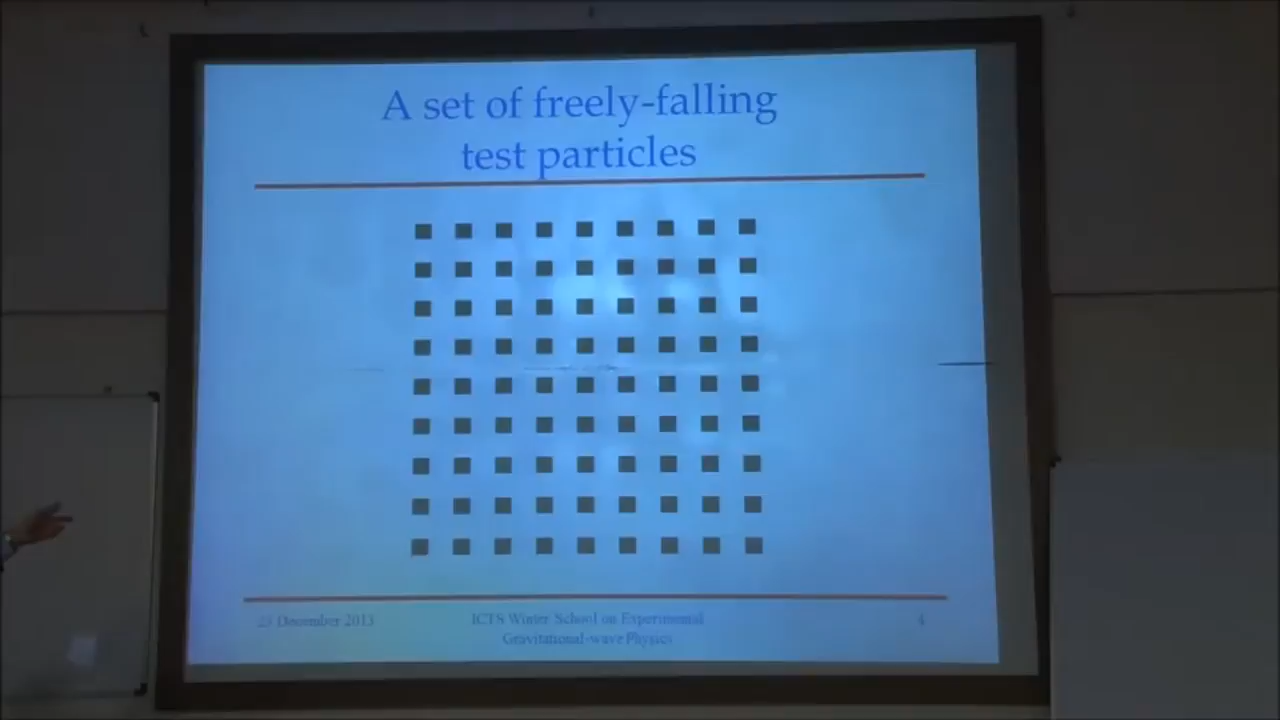 A set of freely-falling
test particles
23 December 2013
ICTS Winter School on Experimental
Gravitational-wave Physics
4